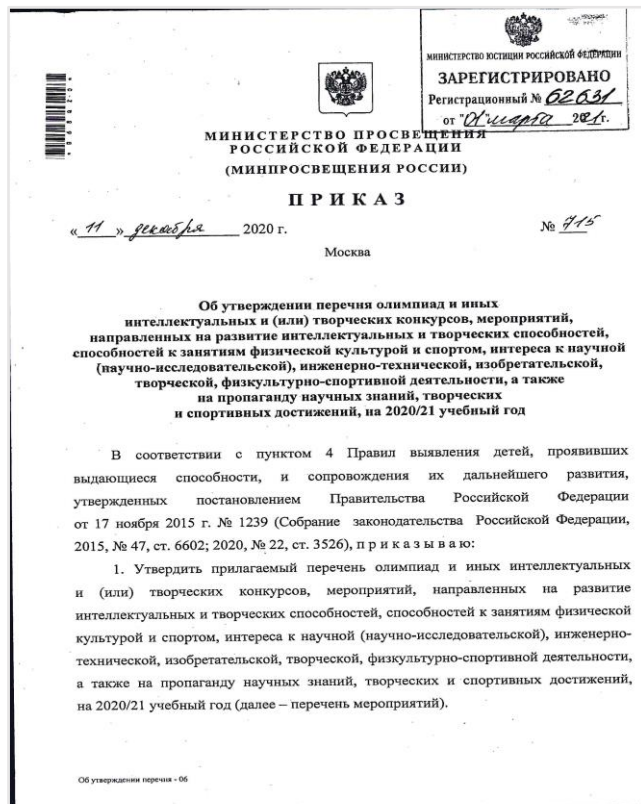 МИНИСТЕРСТВО ЮСТИЦИИ РОССИЙСКОЙ ФЕДЕРАЦИИ
ЗАРЕГИСТРИРОВАНО
Регистрационный № 62631
от "01" марта 2021г.
МИНИСТЕРСТВО ПРОСВЕЩЕНИЯ
РОССИЙСКОЙ ФЕДЕРАЦИИ
(МИНПРОСВЕЩЕНИЯ РОССИИ)
ПРИКАЗ
« 11 » декабря 2020 г.
№ 715
Москва
Об утверждении перечня олимпиад и иных
интеллектуальных и (или) творческих конкурсов, мероприятий,
направленных на развитие интеллектуальных и творческих способностей,
способностей к занятиям физической культурой и спортом, интереса к научной
(научно-исследовательской), инженерно-технической, изобретательской,
творческой, физкультурно-спортивной деятельности, а также
на пропаганду научных знаний, творческих
и спортивных достижений, на 2020/21 учебный год
В соответствии с пунктом 4 Правил выявления детей, проявивших
выдающиеся способности, и сопровождения их дальнейшего развития,
утвержденных постановлением Правительства Российской Федерации
от 17 ноября 2015 г. № 1239 (Собрание законодательства Российской Федерации,
2015, № 47, ст. 6602; 2020, № 22, ст. 3526), п р и к а з ы в а ю:
1. Утвердить прилагаемый перечень олимпиад и иных интеллектуальных
и (или) творческих конкурсов, мероприятий, направленных на развитие
интеллектуальных и творческих способностей, способностей к занятиям физической
культурой и спортом, интереса к научной (научно-исследовательской), инженерно-
технической, изобретательской, творческой, физкультурно-спортивной деятельности,
а также на пропаганду научных знаний, творческих и спортивных достижений,
на 2020/21 учебный год (далее – перечень мероприятий).
Об утверждении перечня - 06